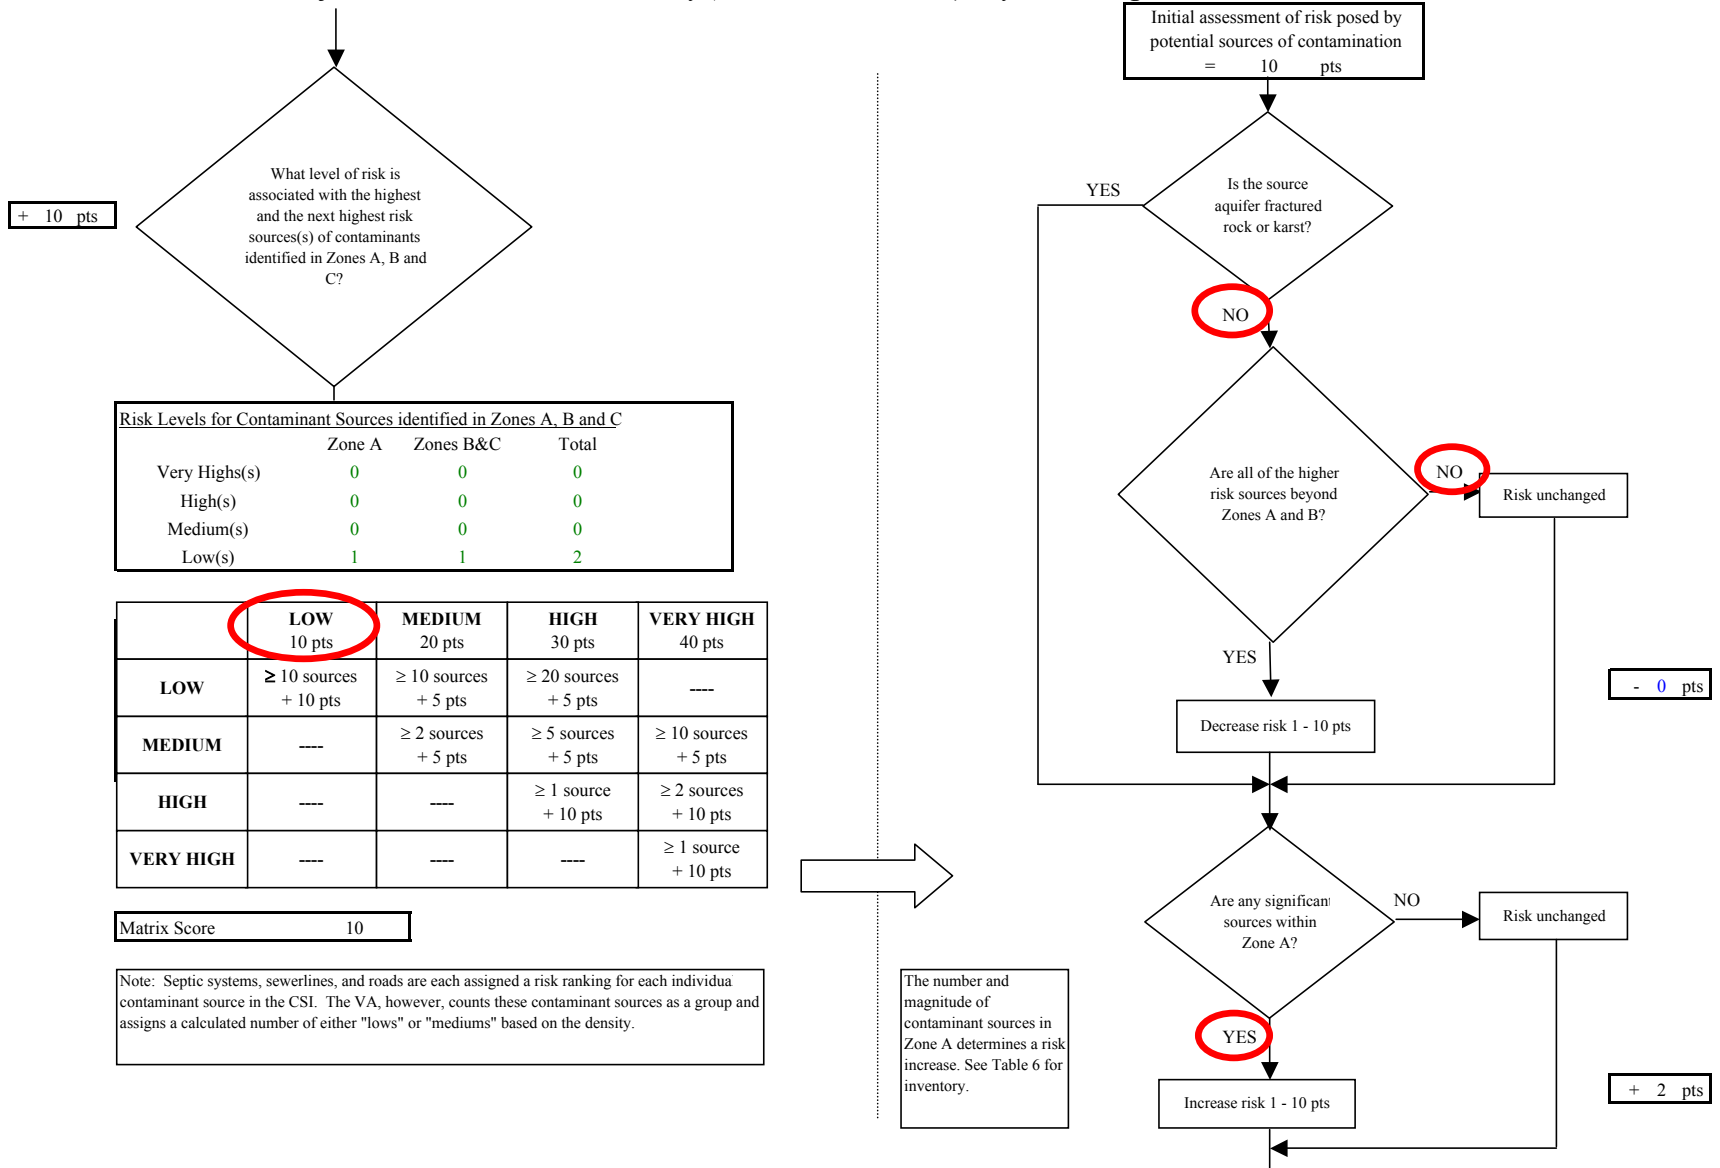 + 10 pts
What level of risk is
associated with the highest
and the next highest risk
sources(s) of contaminants
identified in Zones A, B and
C?
Risk Levels for Contaminant Sources identified in Zones A, B and C
Zone A Zones B&C Total
Very Highs(s) 0 0 0
High(s) 0 0 0
Medium(s) 0 0 0
Low(s) 1 1 2
LOW MEDIUM HIGH VERY HIGH
10 pts 20 pts 30 pts 40 pts
LOW ≥ 10 sources ≥ 10 sources ≥ 20 sources ----
+ 10 pts + 5 pts + 5 pts
MEDIUM ---- ≥ 2 sources ≥ 5 sources ≥ 10 sources
+ 5 pts + 5 pts + 5 pts
HIGH ---- ---- ≥ 1 source ≥ 2 sources
+ 10 pts + 10 pts
VERY HIGH ---- ---- ---- ≥ 1 source
+ 10 pts
Matrix Score 10
Note: Septic systems, sewerlines, and roads are each assigned a risk ranking for each individua
contaminant source in the CSI. The VA, however, counts these contaminant sources as a group and
assigns a calculated number of either "lows" or "mediums" based on the density.
Initial assessment of risk posed by
potential sources of contamination
= 10 pts
Is the source
aquifer fractured
rock or karst?
YES
NO
Are all of the higher
risk sources beyond
Zones A and B?
NO
Risk unchanged
YES
- 0 pts
Decrease risk 1 - 10 pts
Are any significant
sources within
Zone A?
NO
Risk unchanged
The number and
magnitude of
contaminant sources in
Zone A determines a risk
increase. See Table 6 for
inventory.
YES
Increase risk 1 - 10 pts
+ 2 pts